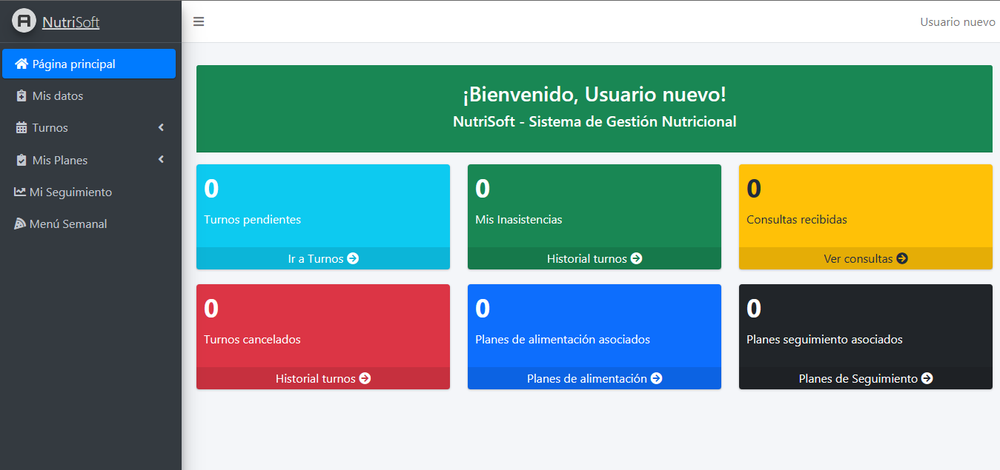 NutriSoft
Usuario nuevo
Página principal
Mis datos
Turnos
Mis Planes
Mi Seguimiento
Menú Semanal
¡Bienvenido, Usuario nuevo!
NutriSoft - Sistema de Gestión Nutricional
0
Turnos pendientes
Ir a Turnos
0
Mis Inasistencias
Historial turnos
0
Consultas recibidas
Ver consultas
0
Turnos cancelados
Historial turnos
0
Planes de alimentación asociados
Planes de alimentación
0
Planes seguimiento asociados
Planes de Seguimiento